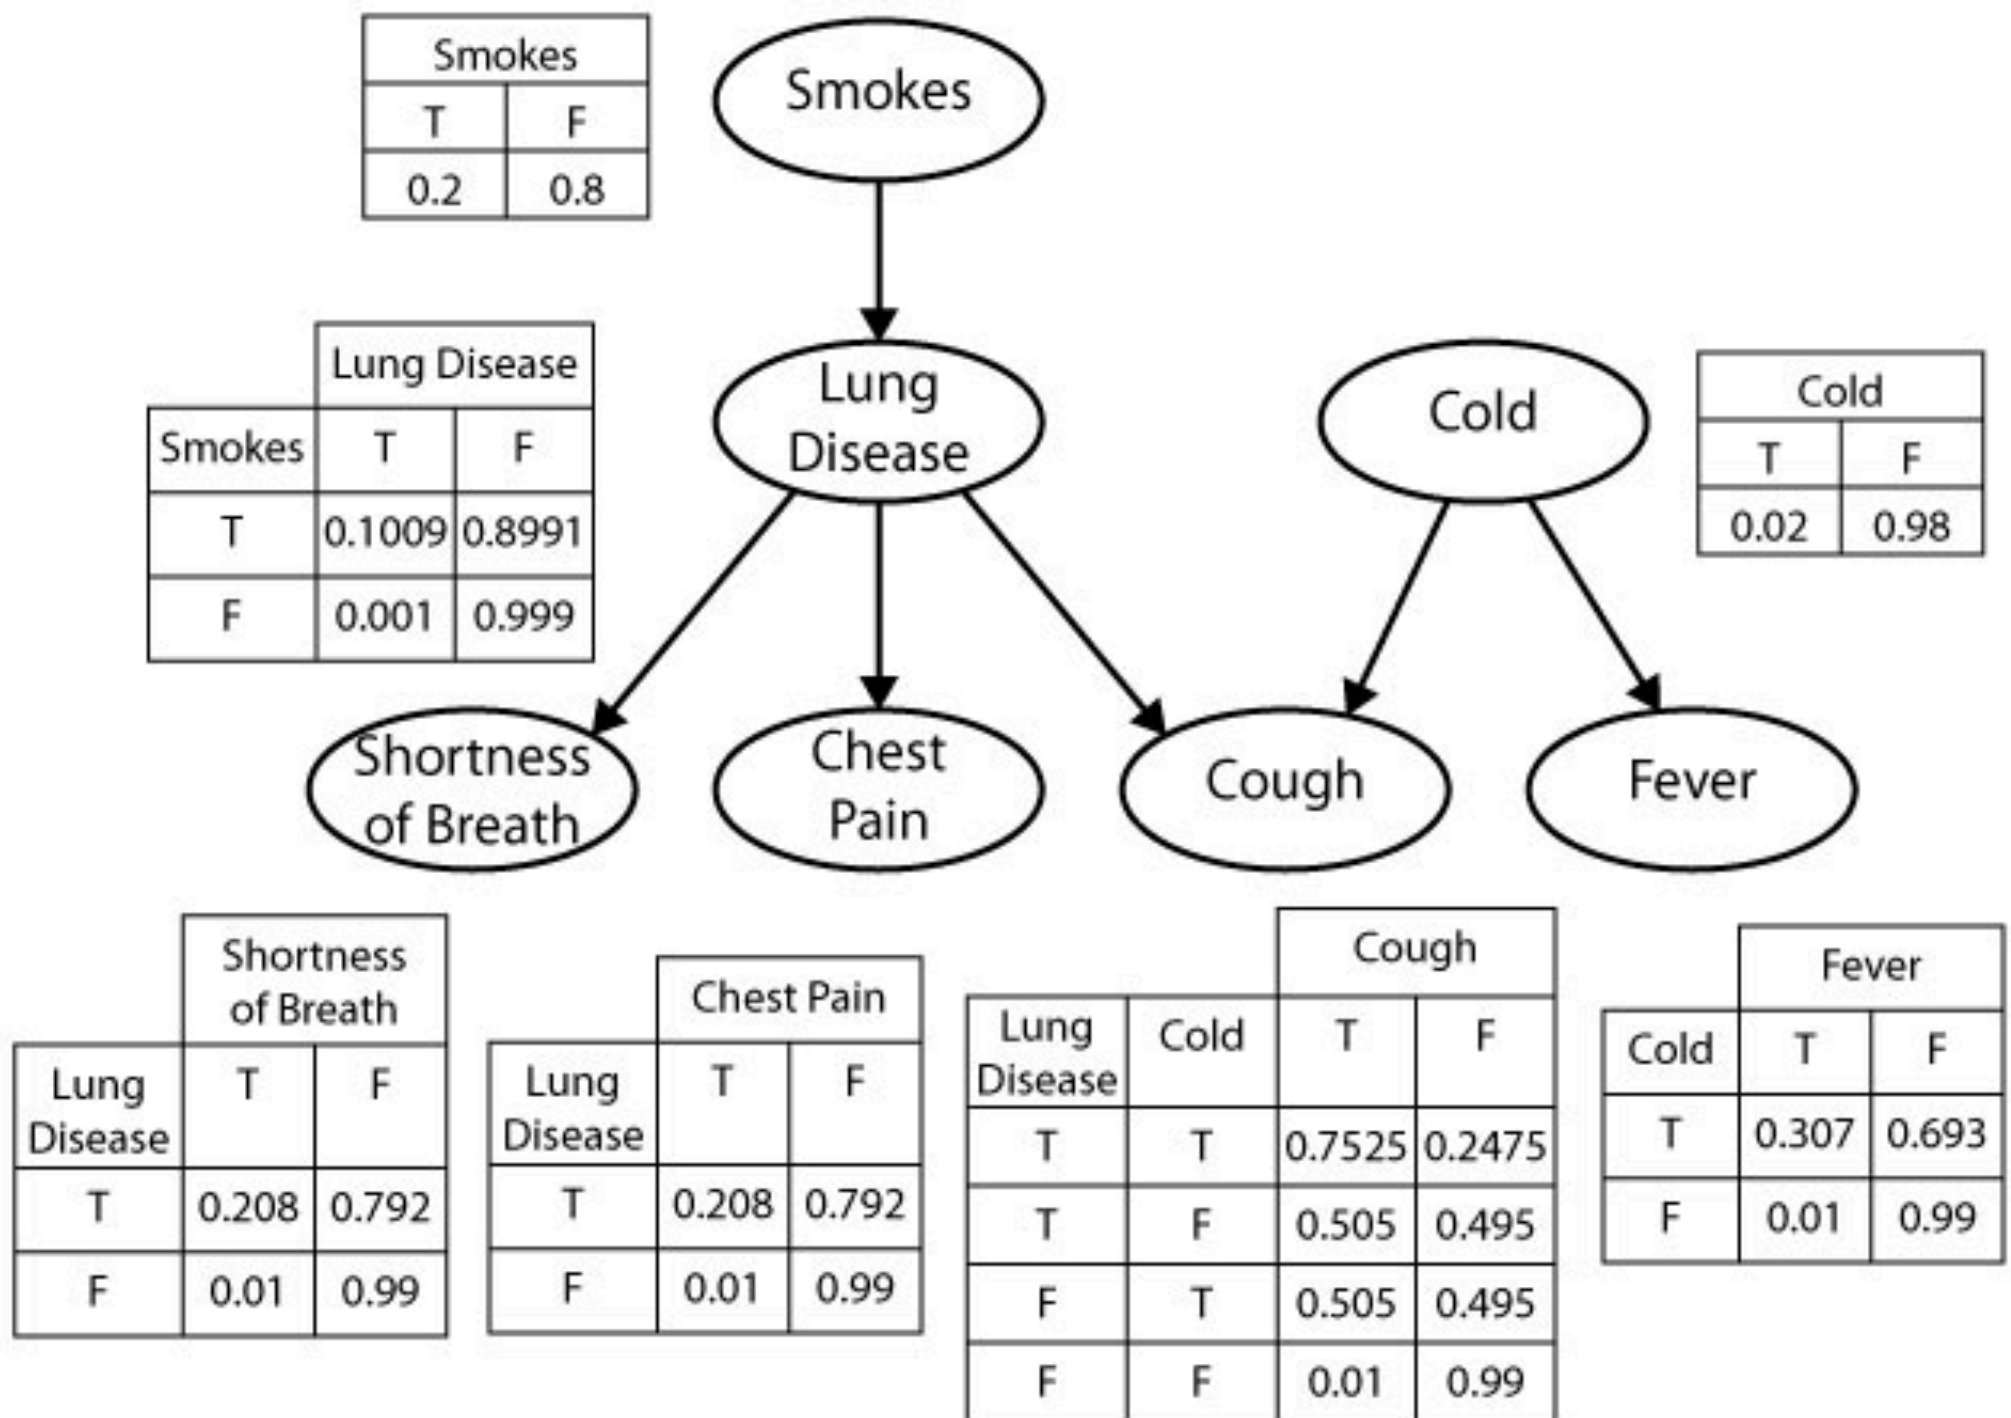 Smokes
T F
0.2 0.8
Smokes
Lung Disease
Smokes T F
T 0.1009 0.8991
F 0.001 0.999
Lung
Disease
Cold
Cold
T F
0.02 0.98
Shortness
of Breath
Chest
Pain
Cough
Fever
Shortness
of Breath
Lung
Disease T F
T 0.208 0.792
F 0.01 0.99
Chest Pain
Lung
Disease T F
T 0.208 0.792
F 0.01 0.99
Cough
Lung
Disease Cold T F
T T 0.7525 0.2475
T F 0.505 0.495
F T 0.505 0.495
F F 0.01 0.99
Fever
Cold T F
T 0.307 0.693
F 0.01 0.99